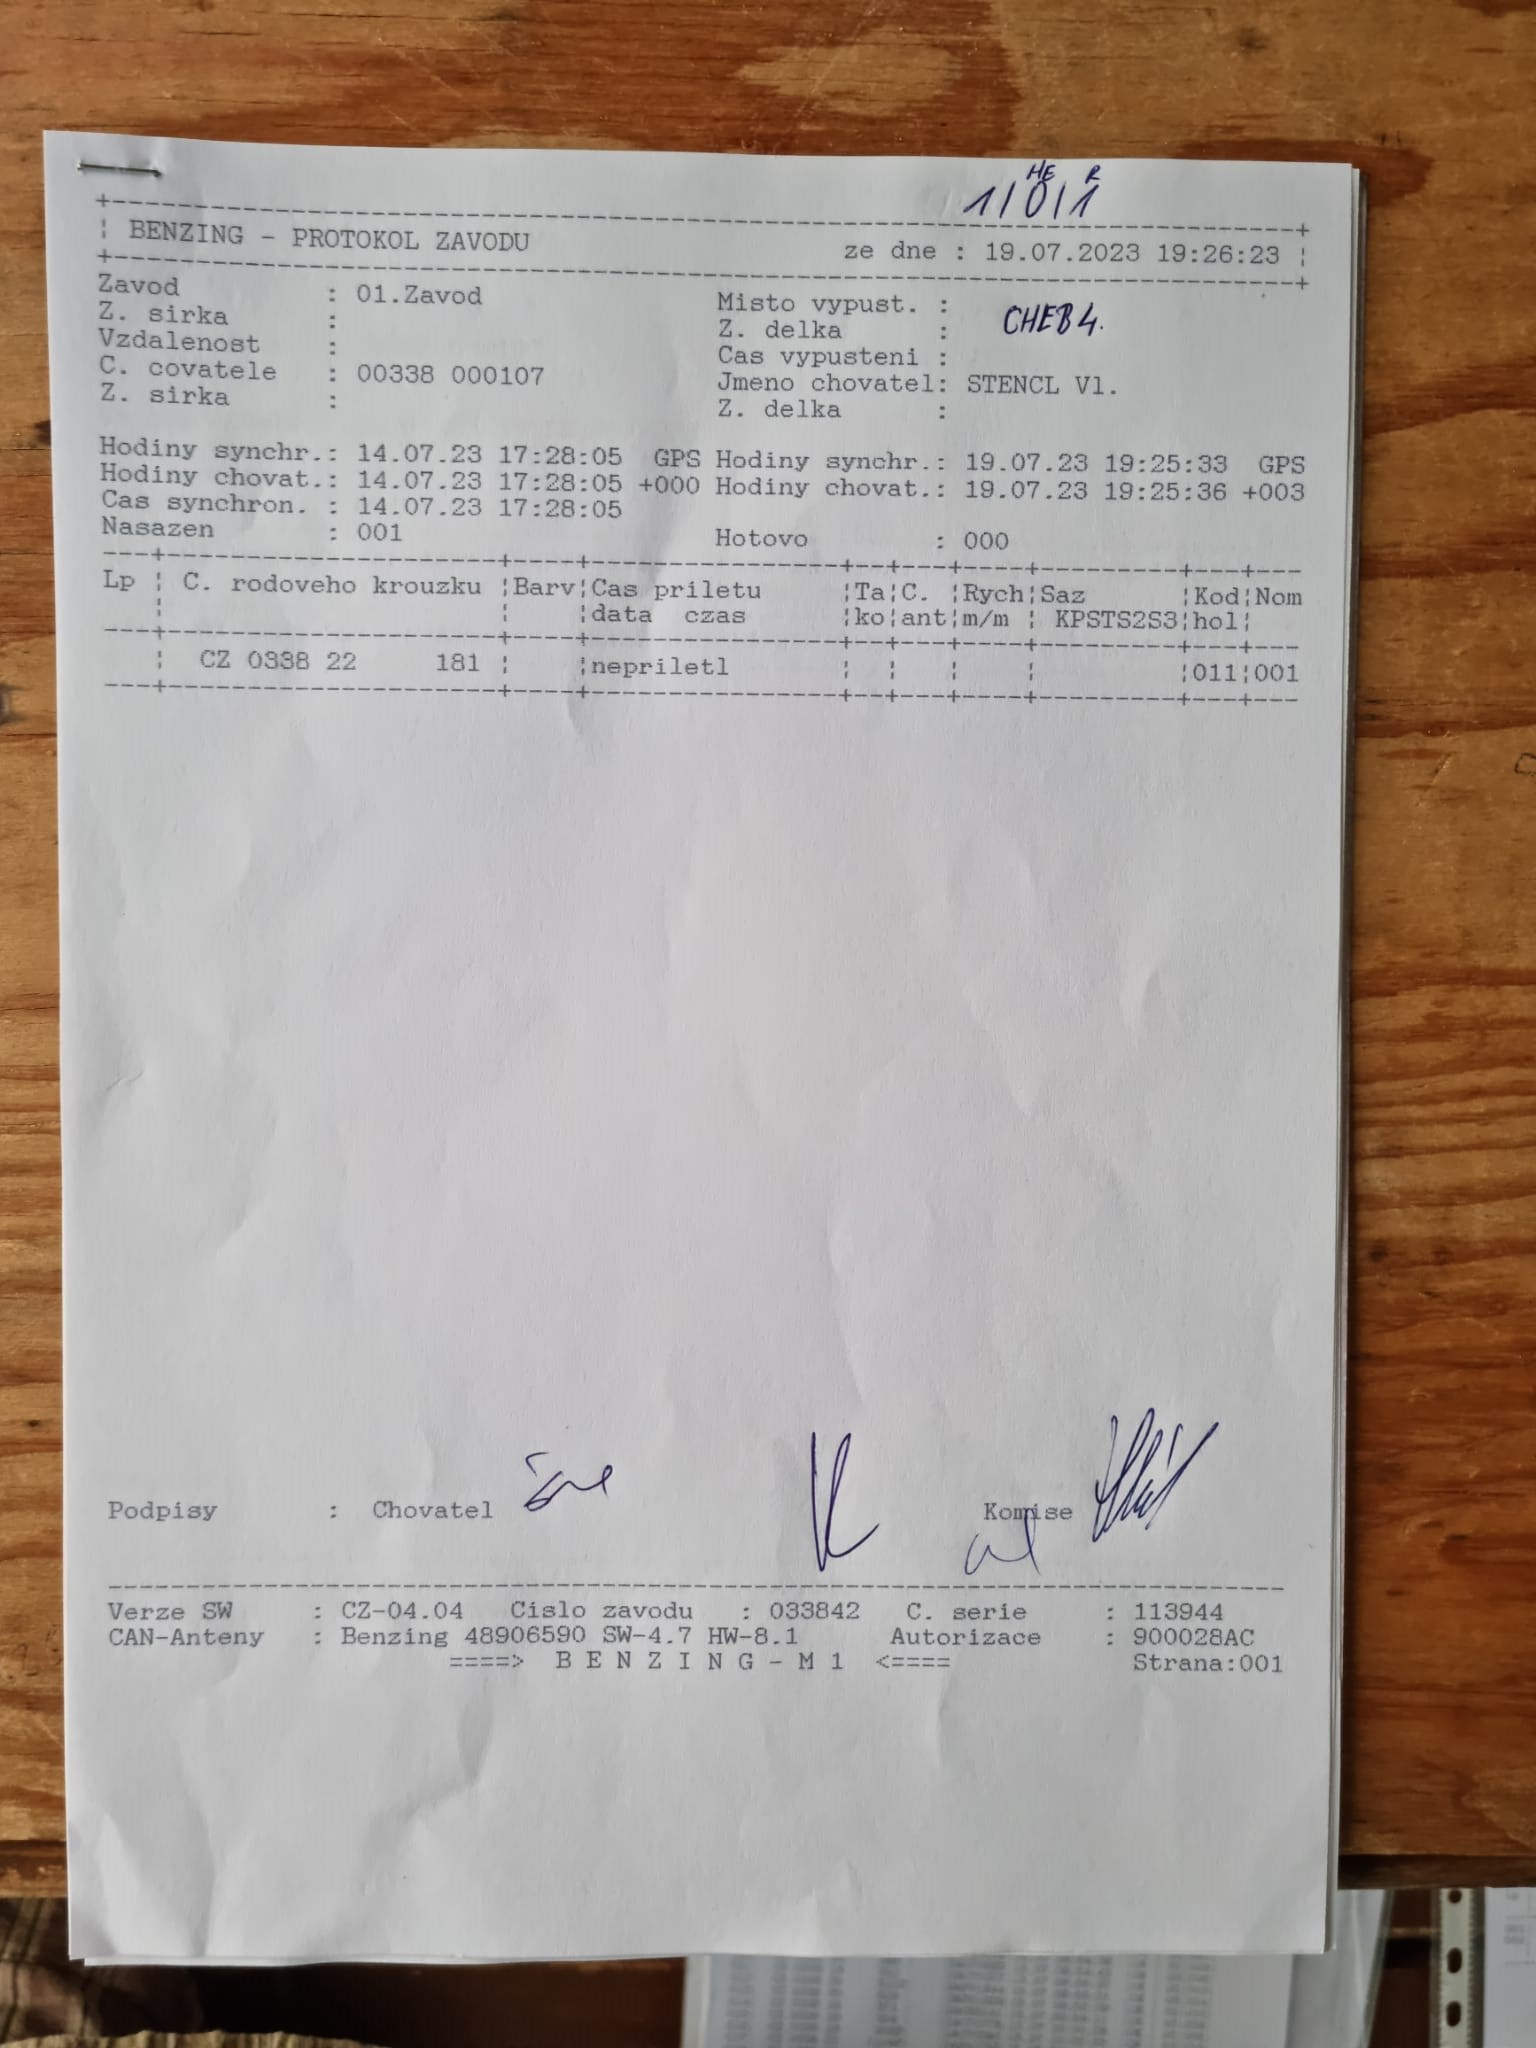 HE R
1/0/1
BENZING - PROTOKOL ZAVODU ze dne : 19.07.2023 19:26:23
Zavod : 01.Zavod Misto vypust. :
Z. sirka : Z. delka : CHEB 4.
Vzdalenost : Cas vypusteni :
C. covatele : 00338 000107 Jmeno chovatel: STENCL Vl.
Z. sirka : Z. delka :
Hodiny synchr.: 14.07.23 17:28:05 GPS Hodiny synchr.: 19.07.23 19:25:33 GPS
Hodiny chovat.: 14.07.23 17:28:05 +000 Hodiny chovat.: 19.07.23 19:25:36 +003
Cas synchron. : 14.07.23 17:28:05
Nasazen : 001 Hotovo : 000
Lp ¦ C. rodoveho krouzku ¦Barv¦Cas priletu ¦Ta¦C. ¦Rych¦Saz ¦Kod¦Nom
¦ ¦ ¦data czas ¦ko¦ant¦m/m ¦ KPSTS2S3¦hol¦
¦ CZ 0338 22 181 ¦ ¦nepriletl ¦ ¦ ¦ ¦ ¦011¦001
Podpisy : Chovatel Komise
Verze SW : CZ-04.04 Cislo zavodu : 033842 C. serie : 113944
CAN-Anteny : Benzing 48906590 SW-4.7 HW-8.1 Autorizace : 900028AC
====> B E N Z I N G - M 1 <==== Strana:001